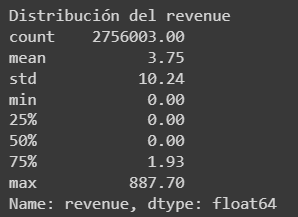 Distribución del revenue
count    2756003.00
mean           3.75
std           10.24
min            0.00
25%            0.00
50%            0.00
75%            1.93
max          887.70
Name: revenue, dtype: float64